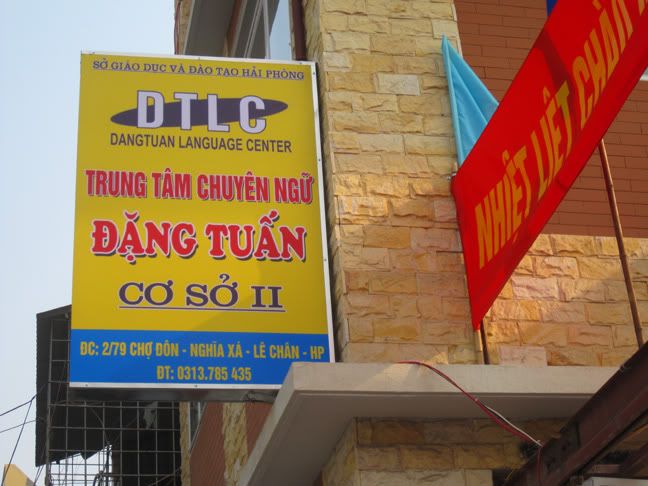 SỞ GIÁO DỤC VÀ ĐÀO TẠO HẢI PHÒNG
DTLC
DANGTUAN LANGUAGE CENTER
TRUNG TÂM CHUYÊN NGỮ
ĐẶNG TUẤN
CƠ SỞ II
ĐC: 2/79 CHỢ ĐÔN - NGHĨA XÁ - LÊ CHÂN - HP
ĐT: 0313.785 435
NHIỆT LIỆT CHÀO